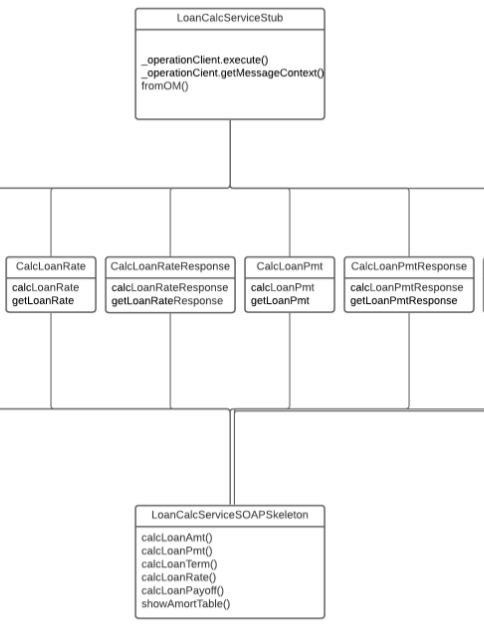 LoanCalcServiceStub
_operationClient.execute()
_operationCient.getMessageContext()
fromOM()
CalcLoanRate
calcLoanRate
getLoanRate
CalcLoanRateResponse
calcLoanRateResponse
getLoanRateResponse
CalcLoanPmt
calcLoanPmt
getLoanPmt
CalcLoanPmtResponse
calcLoanPmtResponse
getLoanPmtResponse
LoanCalcServiceSOAPSkeleton
calcLoanAmt()
calcLoanPmt()
calcLoanTerm()
calcLoanRate()
calcLoanPayoff()
showAmortTable()